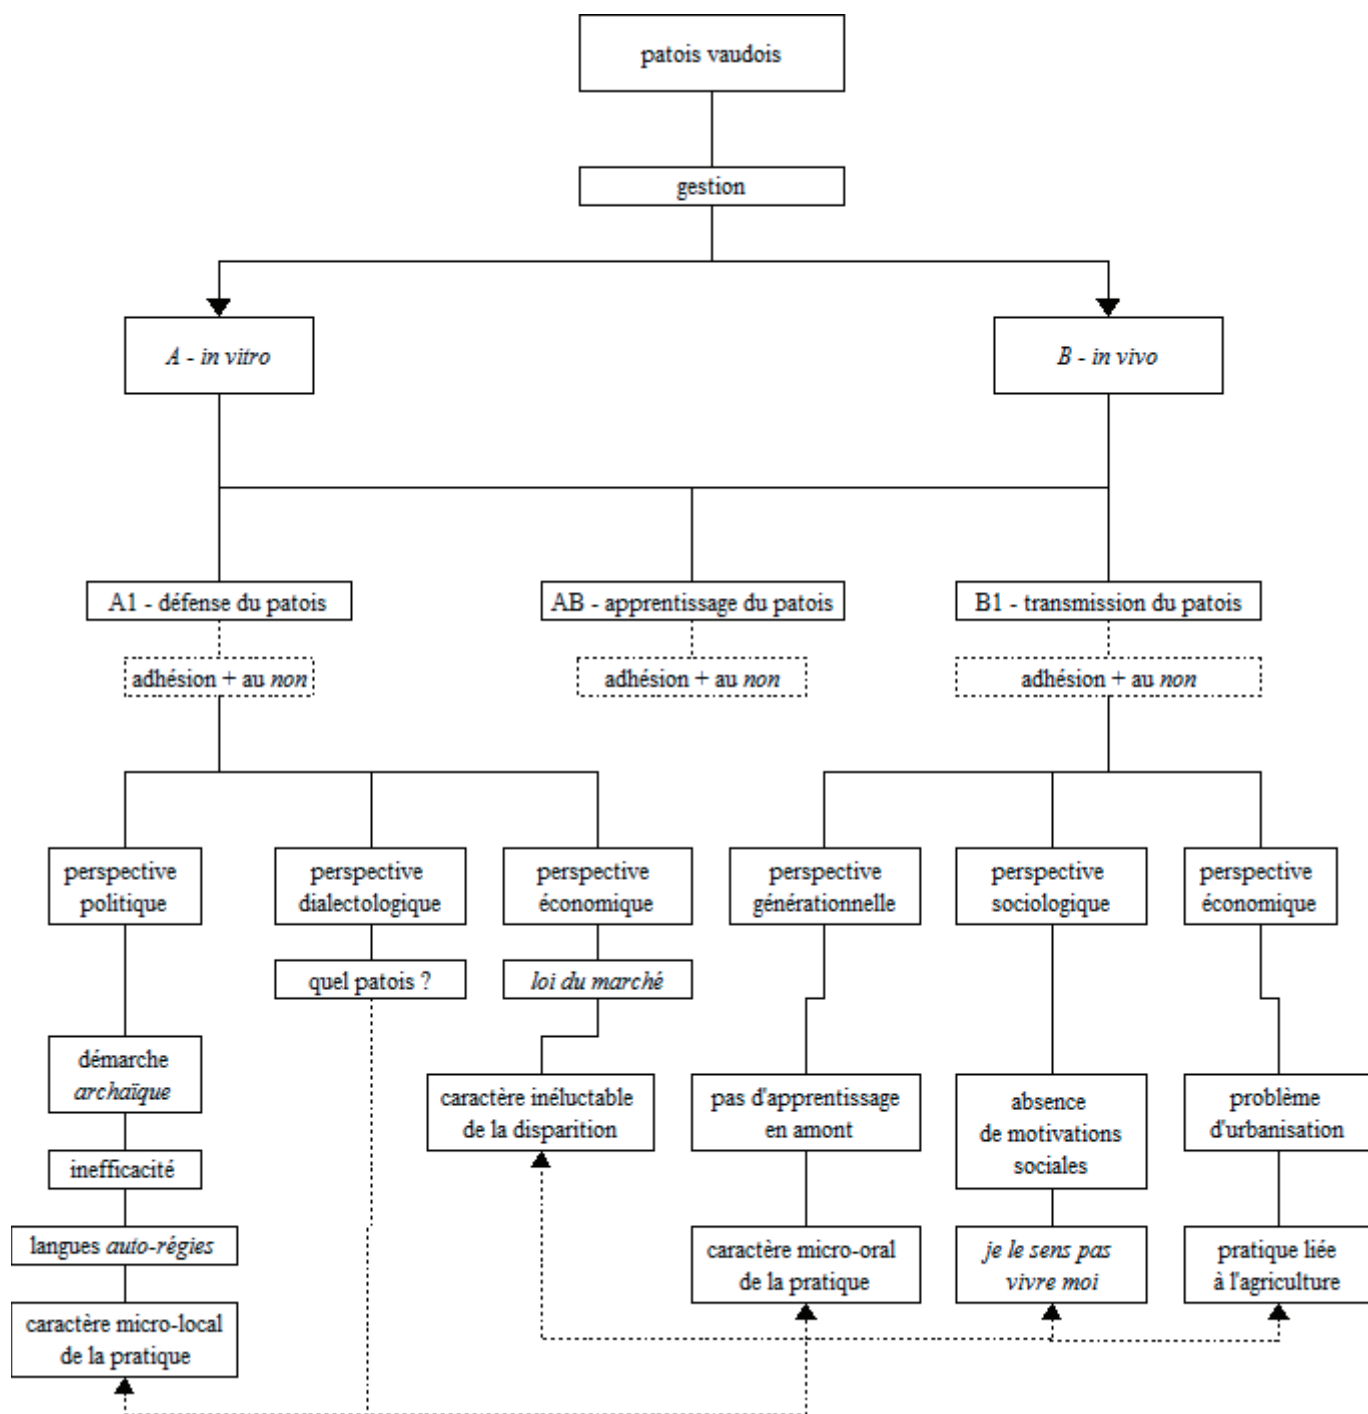 patois vaudois
gestion
A - in vitro
B - in vivo
A1 - défense du patois
AB - apprentissage du patois
B1 - transmission du patois
adhésion + au non
adhésion + au non
adhésion + au non
perspective
politique
perspective
dialectologique
perspective
économique
perspective
générationnelle
perspective
sociologique
perspective
économique
quel patois ?
loi du marché
démarche
archaïque
caractère inéluctable
de la disparition
pas d'apprentissage
en amont
absence
de motivations
sociales
problème
d'urbanisation
inefficacité
langues auto-régies
caractère micro-oral
de la pratique
je le sens pas
vivre moi
pratique liée
à l'agriculture
caractère micro-local
de la pratique